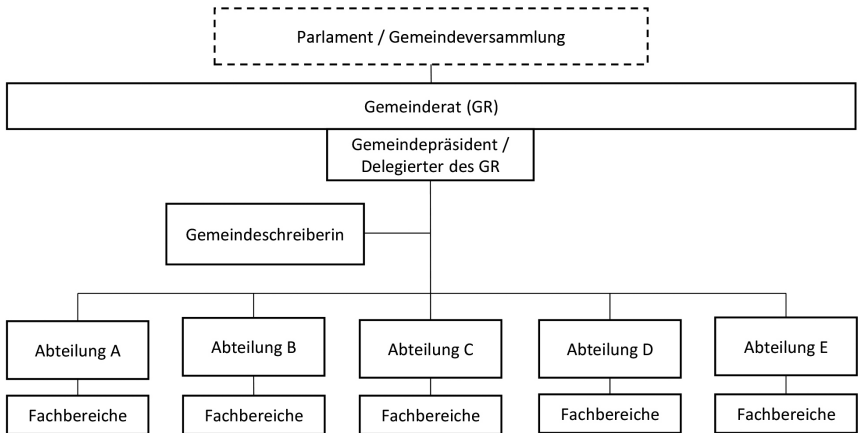 Parlament / Gemeindeversammlung
Gemeinderat (GR)
Gemeindepräsident /
Delegierter des GR
Gemeindeschreiberin
Abteilung A
Abteilung B
Abteilung C
Abteilung D
Abteilung E
Fachbereiche
Fachbereiche
Fachbereiche
Fachbereiche
Fachbereiche